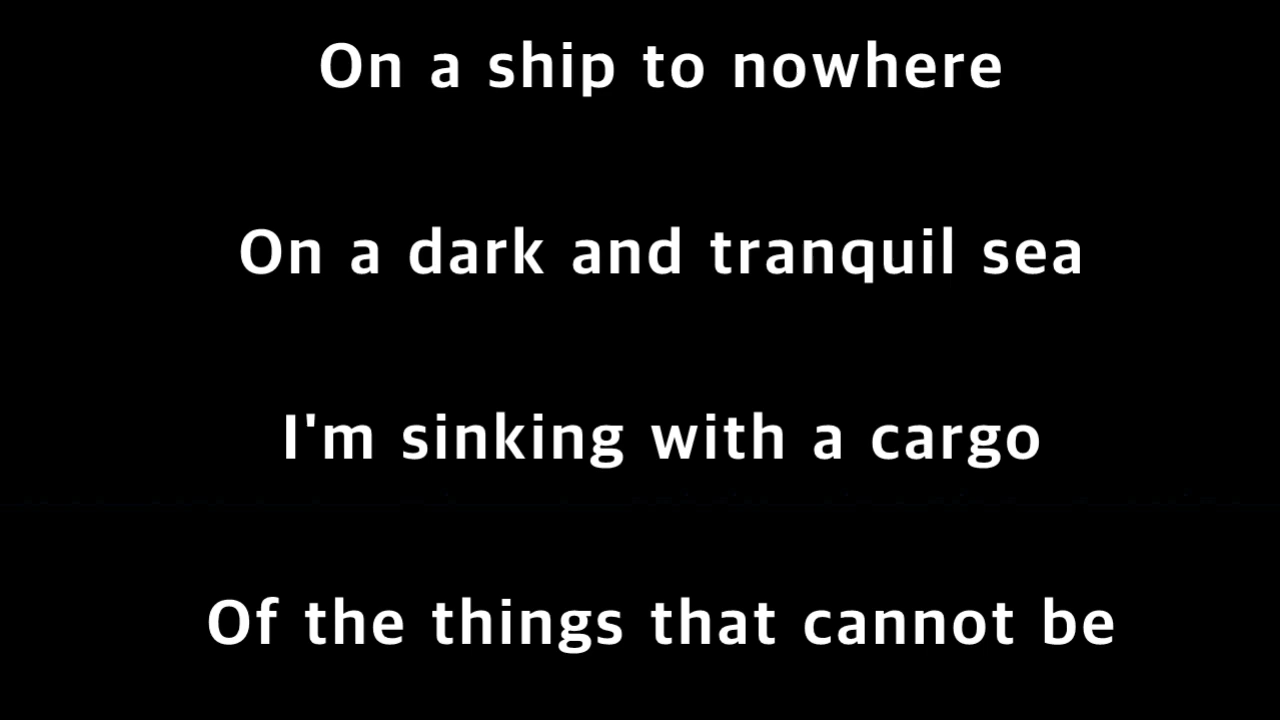 On a ship to nowhere
On a dark and tranquil sea
I'm sinking with a cargo
Of the things that cannot be